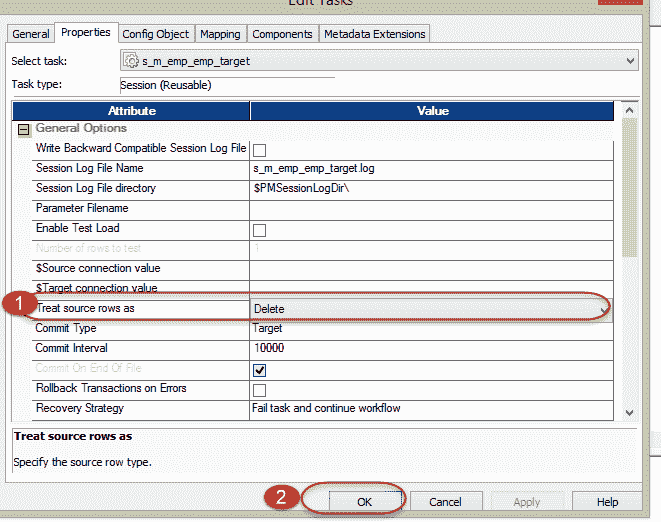 Edit Tasks
General Properties Config Object Mapping Components Metadata Extensions
Select task: s_m_emp_emp_target
Task type: Session (Reusable)
Attribute Value
General Options
Write Backward Compatible Session Log File
Session Log File Name s_m_emp_emp_target.log
Session Log File directory $PMSessionLogDir\
Parameter Filename
Enable Test Load
Number of rows to test 1
$Source connection value
$Target connection value
1 Treat source rows as Delete
Commit Type Target
Commit Interval 10000
Commit On End Of File
Rollback Transactions on Errors
Recovery Strategy Fail task and continue workflow
Treat source rows as
Specify the source row type.
2 OK Cancel Apply Help